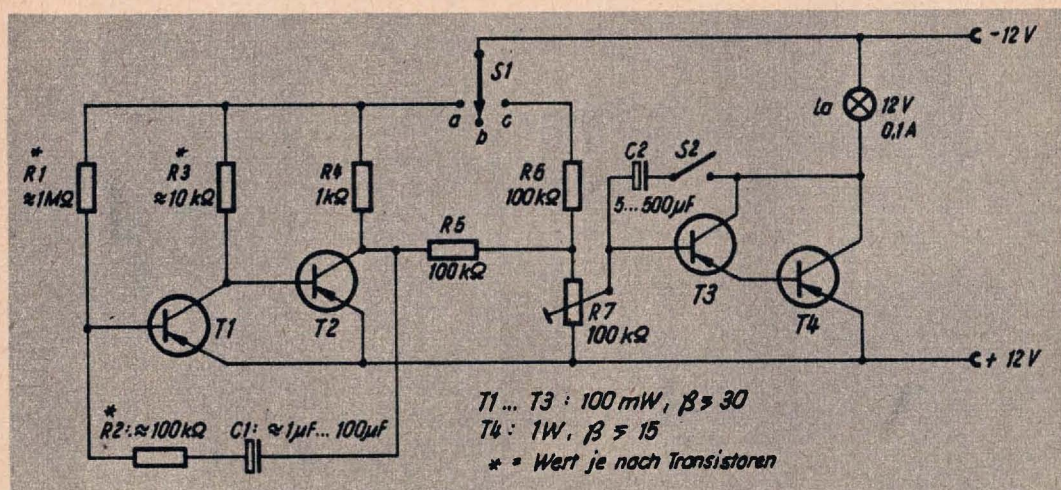 -12V
S1
La
12V
0,1A
a
b
c
*
R1
≈1MΩ
*
R3
≈10kΩ
R4
1kΩ
R6
100kΩ
C2
S2
5...500µF
R5
100kΩ
T1
T2
R7
100kΩ
T3
T4
+12V
*
R2:≈100kΩ
C1: ≈1µF...100µF
T1...T3: 100mW, β ≥ 30
T4: 1W, β ≥ 15
* = Wert je nach Transistoren